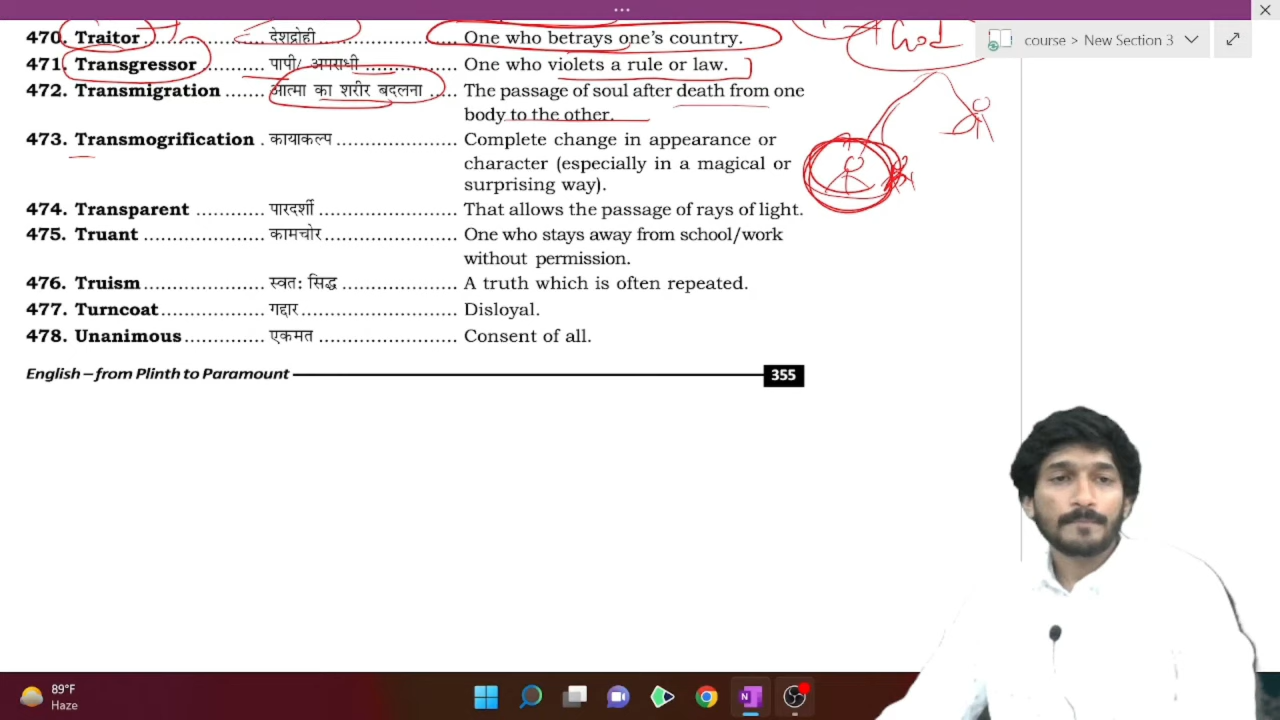 course > New Section 3
470. Traitor ........................ देशद्रोही ........................ One who betrays one's country.
471. Transgressor .......... पापी/ अपराधी ................ One who violets a rule or law.
472. Transmigration ....... आत्मा का शरीर बदलना ..... The passage of soul after death from one
body to the other.
473. Transmogrification . कायाकल्प ...................... Complete change in appearance or
character (especially in a magical or
surprising way).
474. Transparent ............ पारदर्शी ......................... That allows the passage of rays of light.
475. Truant ...................... कामचोर ......................... One who stays away from school/work
without permission.
476. Truism ...................... स्वत: सिद्ध .................... A truth which is often repeated.
477. Turncoat ................... गद्दार ............................ Disloyal.
478. Unanimous ............... एकमत ......................... Consent of all.
English – from Plinth to Paramount 355
89°F
Haze